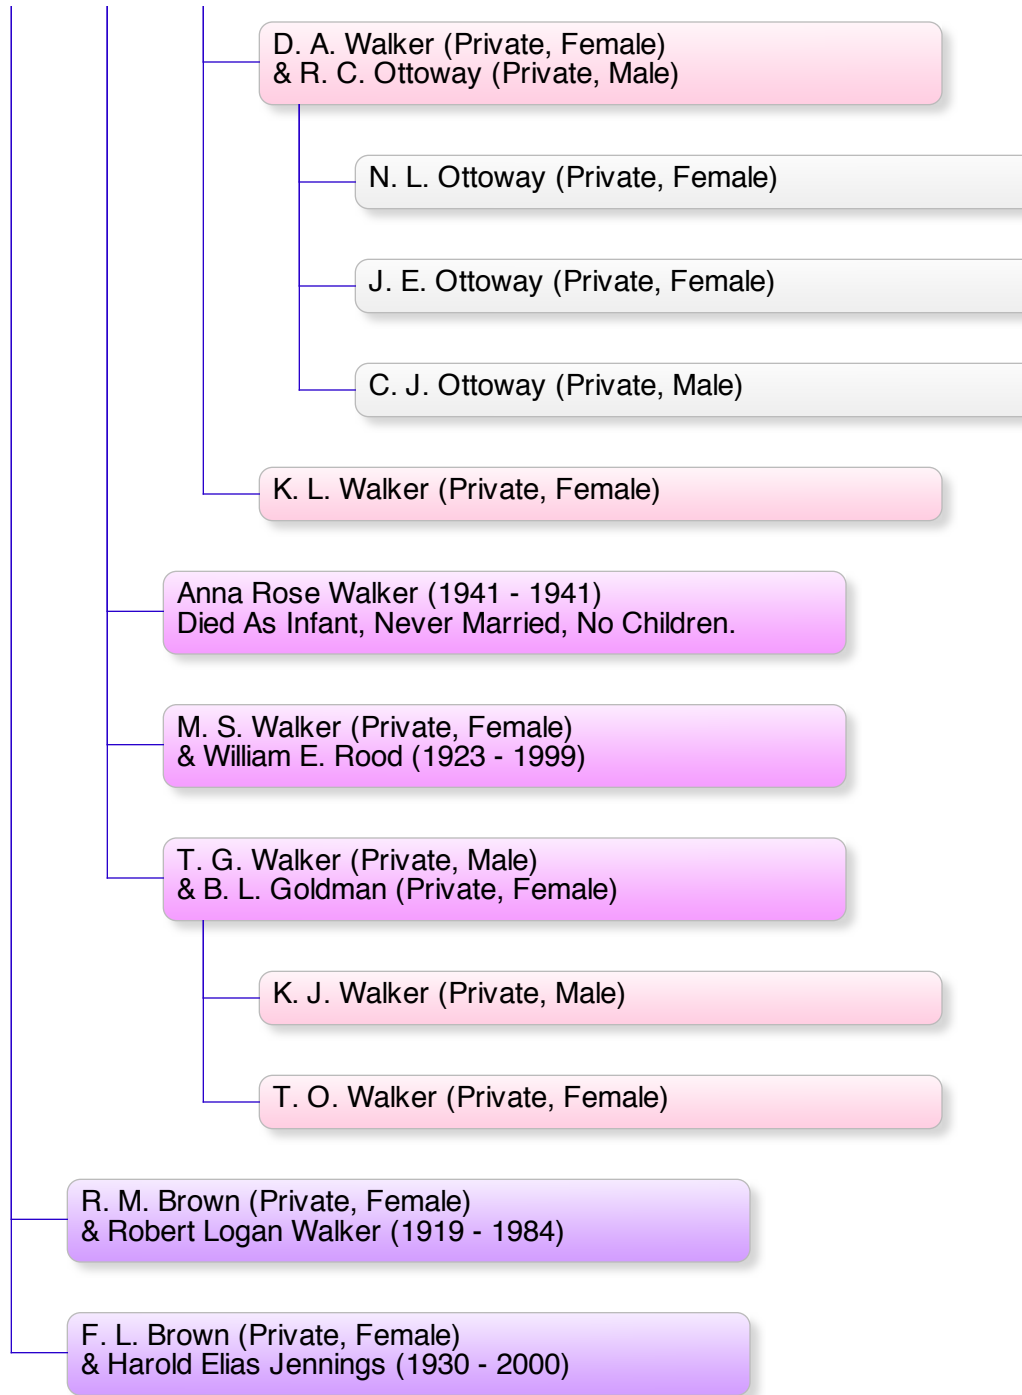 D. A. Walker (Private, Female)
& R. C. Ottoway (Private, Male)
N. L. Ottoway (Private, Female)
J. E. Ottoway (Private, Female)
C. J. Ottoway (Private, Male)
K. L. Walker (Private, Female)
Anna Rose Walker (1941 - 1941)
Died As Infant, Never Married, No Children.
M. S. Walker (Private, Female)
& William E. Rood (1923 - 1999)
T. G. Walker (Private, Male)
& B. L. Goldman (Private, Female)
K. J. Walker (Private, Male)
T. O. Walker (Private, Female)
R. M. Brown (Private, Female)
& Robert Logan Walker (1919 - 1984)
F. L. Brown (Private, Female)
& Harold Elias Jennings (1930 - 2000)